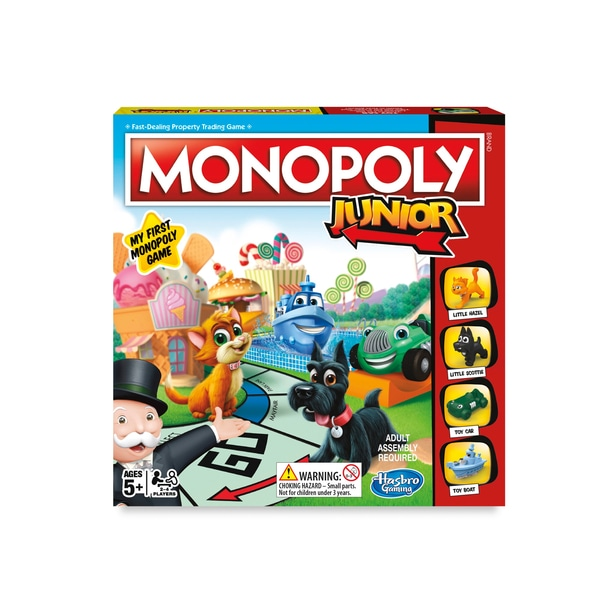 MONOPOLY
✳ Fast-Dealing Property Trading Game ✳
MONOPOLY
BRAND
JUNIOR
MY FIRST
MONOPOLY
GAME
LITTLE HAZEL
LITTLE SCOTTIE
TOY CAR
TOY BOAT
MAYFAIR
GO
ADULT
ASSEMBLY
REQUIRED
AGES
5+
2-4
PLAYERS
WARNING:
CHOKING HAZARD – Small parts.
Not for children under 3 years.
Hasbro
Gaming